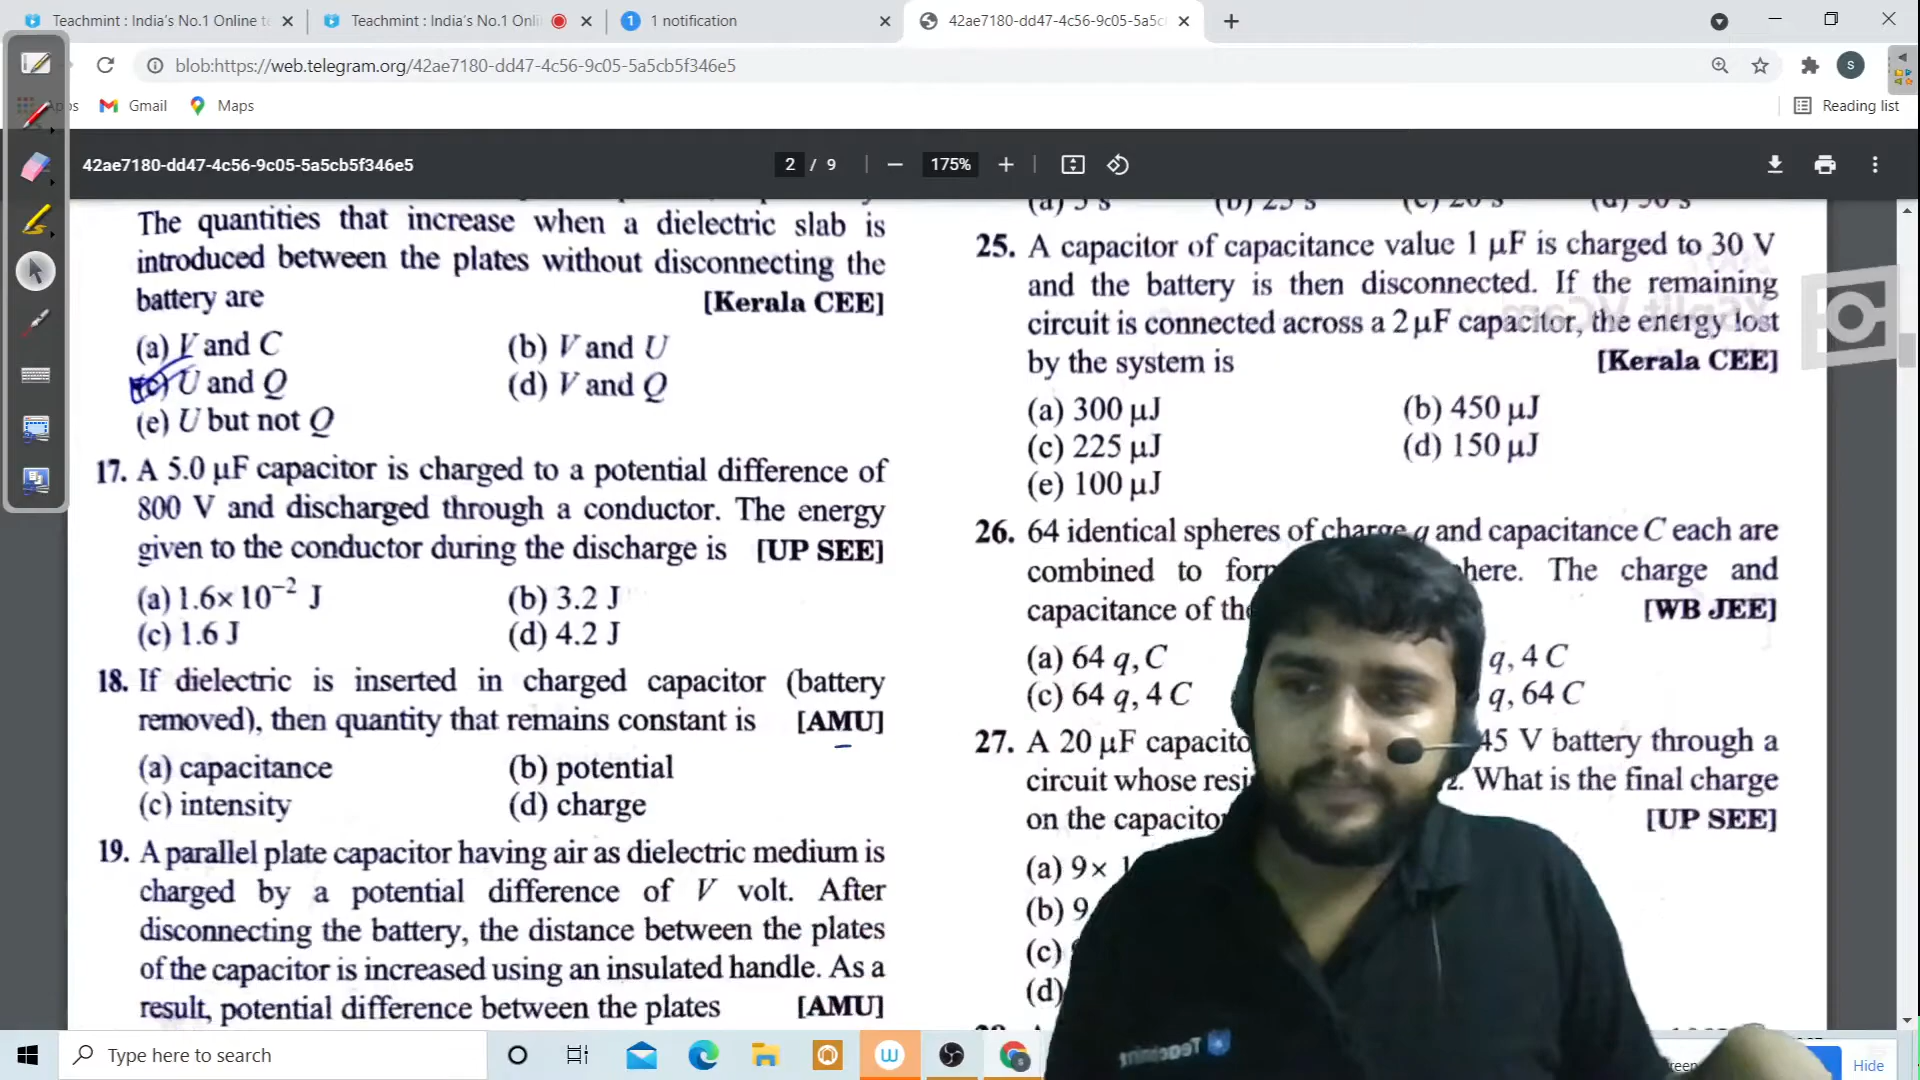 Teachmint : India's No.1 Online te
Teachmint : India's No.1 Onli
1 notification
42ae7180-dd47-4c56-9c05-5a5c
blob:https://web.telegram.org/42ae7180-dd47-4c56-9c05-5a5cb5f346e5
Gmail
Maps
Reading list
42ae7180-dd47-4c56-9c05-5a5cb5f346e5
2 / 9
175%
The quantities that increase when a dielectric slab is
introduced between the plates without disconnecting the
battery are [Kerala CEE]
(a) V and C (b) V and U
(c) U and Q (d) V and Q
(e) U but not Q
17. A 5.0 μF capacitor is charged to a potential difference of
800 V and discharged through a conductor. The energy
given to the conductor during the discharge is [UP SEE]
(a) 1.6×10⁻² J (b) 3.2 J
(c) 1.6 J (d) 4.2 J
18. If dielectric is inserted in charged capacitor (battery
removed), then quantity that remains constant is [AMU]
(a) capacitance (b) potential
(c) intensity (d) charge
19. A parallel plate capacitor having air as dielectric medium is
charged by a potential difference of V volt. After
disconnecting the battery, the distance between the plates
of the capacitor is increased using an insulated handle. As a
result, potential difference between the plates [AMU]
25. A capacitor of capacitance value 1 μF is charged to 30 V
and the battery is then disconnected. If the remaining
circuit is connected across a 2 μF capacitor, the energy lost
by the system is [Kerala CEE]
(a) 300 μJ (b) 450 μJ
(c) 225 μJ (d) 150 μJ
(e) 100 μJ
26. 64 identical spheres of charge q and capacitance C each are
combined to form here. The charge and
capacitance of the [WB JEE]
(a) 64 q, C q, 4 C
(c) 64 q, 4 C q, 64 C
27. A 20 μF capacito 45 V battery through a
circuit whose resi What is the final charge
on the capacitor [UP SEE]
(a) 9×
(b) 9
(c)
(d)
XSplit VCam
Teachmint
Type here to search
Hide